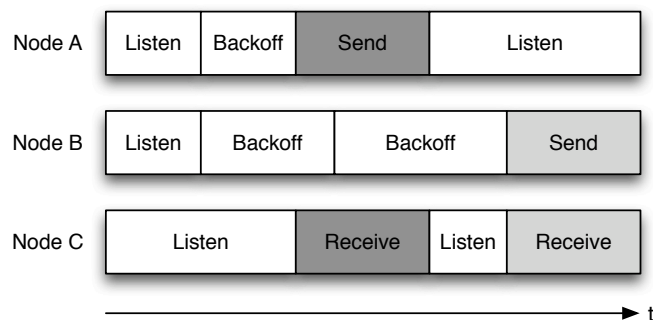 Node A Listen Backoff Send Listen
Node B Listen Backoff Backoff Send
Node C Listen Receive Listen Receive
t